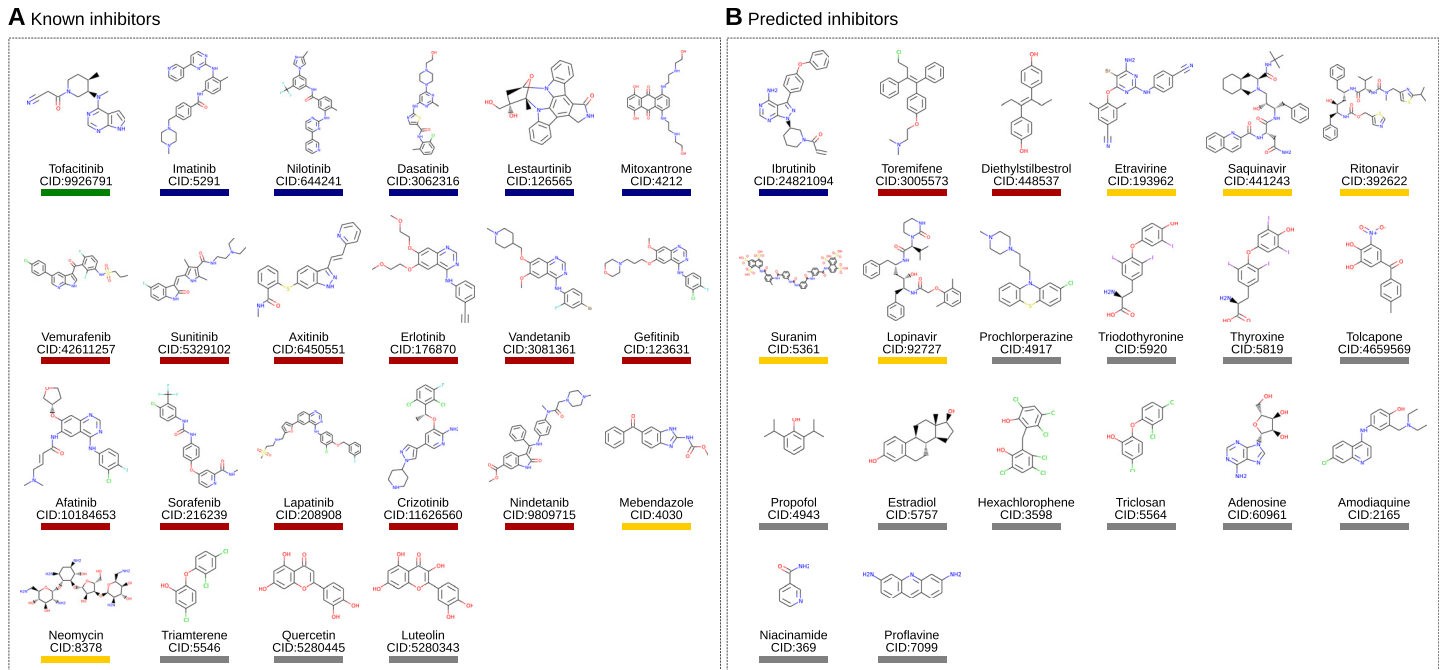 A Known inhibitors
Tofacitinib
CID:9926791
Imatinib
CID:5291
Nilotinib
CID:644241
Dasatinib
CID:3062316
Lestaurtinib
CID:126565
Mitoxantrone
CID:4212
Vemurafenib
CID:42611257
Sunitinib
CID:5329102
Axitinib
CID:6450551
Erlotinib
CID:176870
Vandetanib
CID:3081361
Gefitinib
CID:123631
Afatinib
CID:10184653
Sorafenib
CID:216239
Lapatinib
CID:208908
Crizotinib
CID:11626560
Nindetanib
CID:9809715
Mebendazole
CID:4030
Neomycin
CID:8378
Triamterene
CID:5546
Quercetin
CID:5280445
Luteolin
CID:5280343
B Predicted inhibitors
Ibrutinib
CID:24821094
Toremifene
CID:3005573
Diethylstilbestrol
CID:448537
Etravirine
CID:193962
Saquinavir
CID:441243
Ritonavir
CID:392622
Suranim
CID:5361
Lopinavir
CID:92727
Prochlorperazine
CID:4917
Triodothyronine
CID:5920
Thyroxine
CID:5819
Tolcapone
CID:4659569
Propofol
CID:4943
Estradiol
CID:5757
Hexachlorophene
CID:3598
Triclosan
CID:5564
Adenosine
CID:60961
Amodiaquine
CID:2165
Niacinamide
CID:369
Proflavine
CID:7099